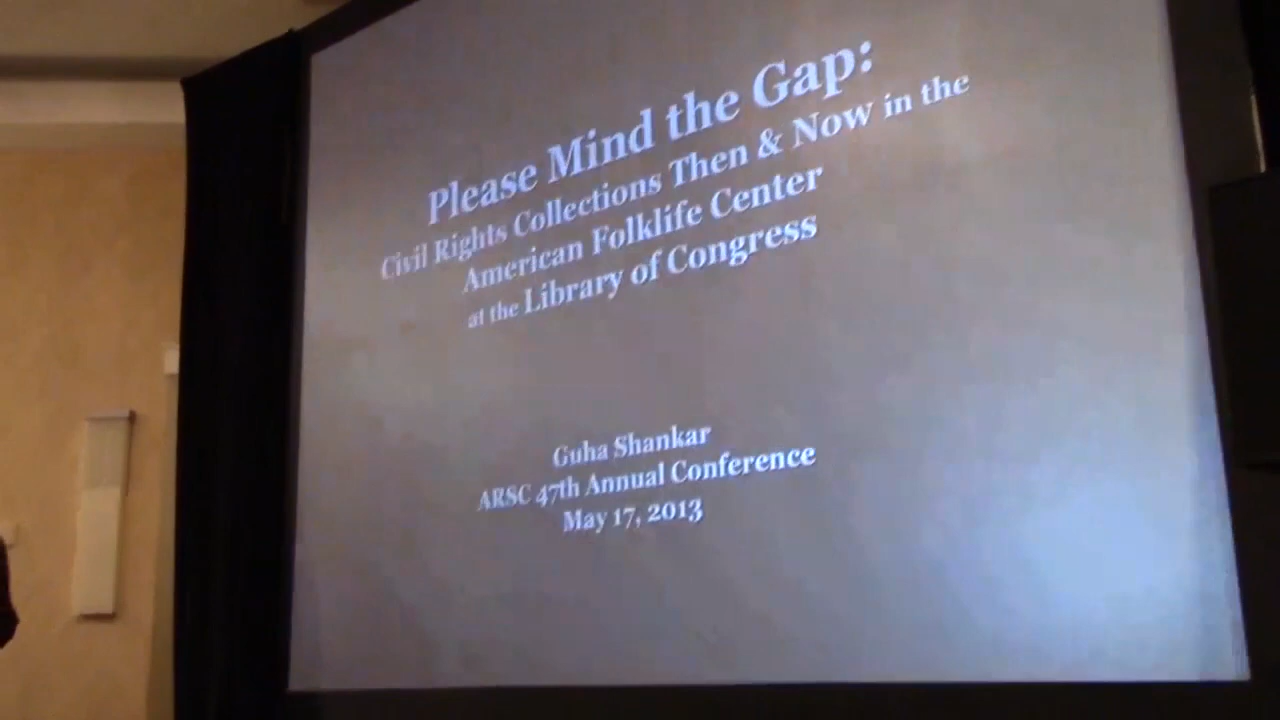 Please Mind the Gap:
Civil Rights Collections Then & Now in the
American Folklife Center
at the Library of Congress
Guha Shankar
ARSC 47th Annual Conference
May 17, 2013